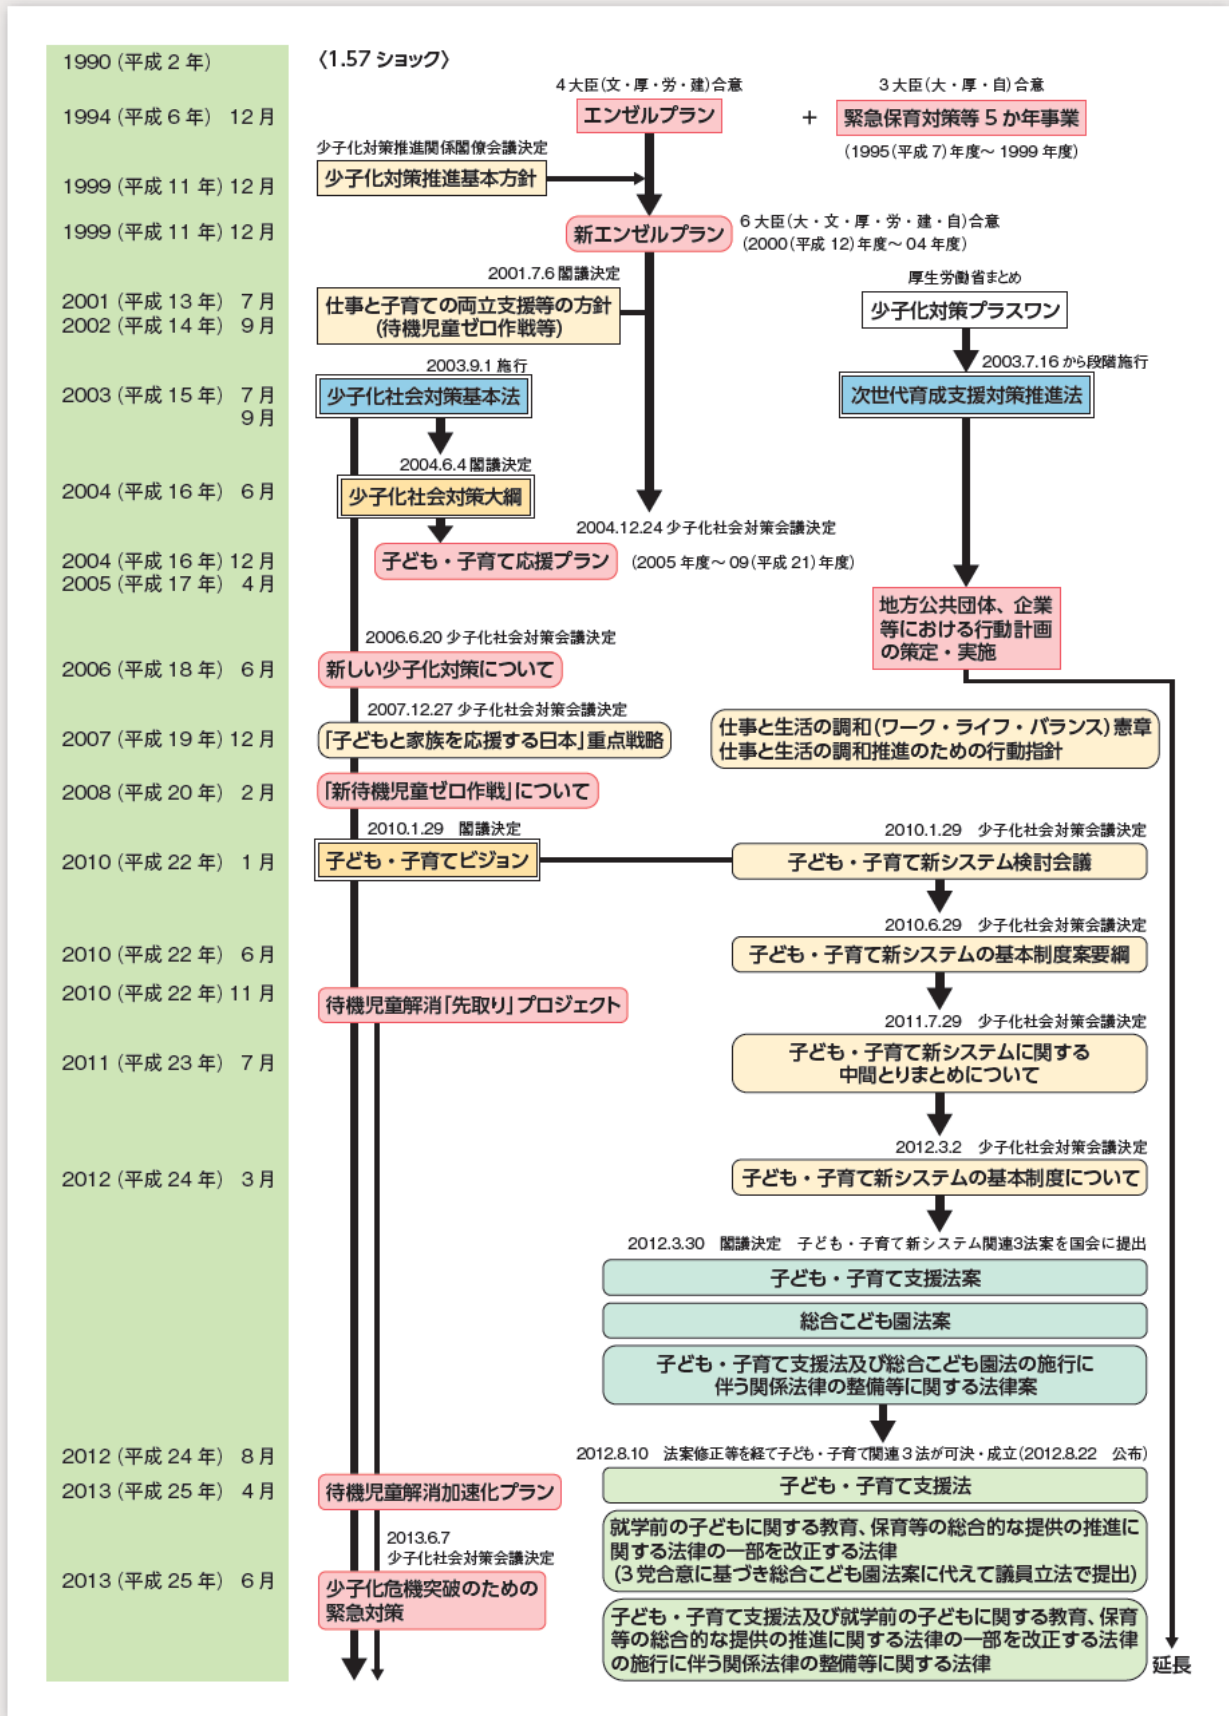 1990 (平成 2 年)
〈1.57 ショック〉
4 大臣(文・厚・労・建)合意
3 大臣(大・厚・自)合意
1994 (平成 6 年) 12 月
エンゼルプラン
+
緊急保育対策等 5 か年事業
(1995(平成 7)年度～ 1999 年度)
少子化対策推進関係閣僚会議決定
1999 (平成 11 年) 12 月
少子化対策推進基本方針
1999 (平成 11 年) 12 月
新エンゼルプラン
6 大臣(大・文・厚・労・建・自)合意
(2000(平成 12)年度～ 04 年度)
2001.7.6 閣議決定
厚生労働省まとめ
2001 (平成 13 年) 7 月
2002 (平成 14 年) 9 月
仕事と子育ての両立支援等の方針
(待機児童ゼロ作戦等)
少子化対策プラスワン
2003.9.1 施行
2003.7.16 から段階施行
2003 (平成 15 年) 7 月
9 月
少子化社会対策基本法
次世代育成支援対策推進法
2004.6.4 閣議決定
2004 (平成 16 年) 6 月
少子化社会対策大綱
2004.12.24 少子化社会対策会議決定
2004 (平成 16 年) 12 月
2005 (平成 17 年) 4 月
子ども・子育て応援プラン
(2005 年度～ 09(平成 21)年度)
地方公共団体、企業
等における行動計画
の策定・実施
2006.6.20 少子化社会対策会議決定
2006 (平成 18 年) 6 月
新しい少子化対策について
2007.12.27 少子化社会対策会議決定
2007 (平成 19 年) 12 月
「子どもと家族を応援する日本」重点戦略
仕事と生活の調和(ワーク・ライフ・バランス)憲章
仕事と生活の調和推進のための行動指針
2008 (平成 20 年) 2 月
「新待機児童ゼロ作戦」について
2010.1.29 閣議決定
2010.1.29 少子化社会対策会議決定
2010 (平成 22 年) 1 月
子ども・子育てビジョン
子ども・子育て新システム検討会議
2010.6.29 少子化社会対策会議決定
2010 (平成 22 年) 6 月
子ども・子育て新システムの基本制度案要綱
2010 (平成 22 年) 11 月
待機児童解消「先取り」プロジェクト
2011.7.29 少子化社会対策会議決定
2011 (平成 23 年) 7 月
子ども・子育て新システムに関する
中間とりまとめについて
2012.3.2 少子化社会対策会議決定
2012 (平成 24 年) 3 月
子ども・子育て新システムの基本制度について
2012.3.30 閣議決定 子ども・子育て新システム関連3法案を国会に提出
子ども・子育て支援法案
総合こども園法案
子ども・子育て支援法及び総合こども園法の施行に
伴う関係法律の整備等に関する法律案
2012 (平成 24 年) 8 月
2012.8.10 法案修正等を経て子ども・子育て関連 3 法が可決・成立(2012.8.22 公布)
2013 (平成 25 年) 4 月
待機児童解消加速化プラン
子ども・子育て支援法
就学前の子どもに関する教育、保育等の総合的な提供の推進に
関する法律の一部を改正する法律
(3 党合意に基づき総合こども園法案に代えて議員立法で提出)
2013.6.7
少子化社会対策会議決定
2013 (平成 25 年) 6 月
少子化危機突破のための
緊急対策
子ども・子育て支援法及び就学前の子どもに関する教育、保育
等の総合的な提供の推進に関する法律の一部を改正する法律
の施行に伴う関係法律の整備等に関する法律
延長